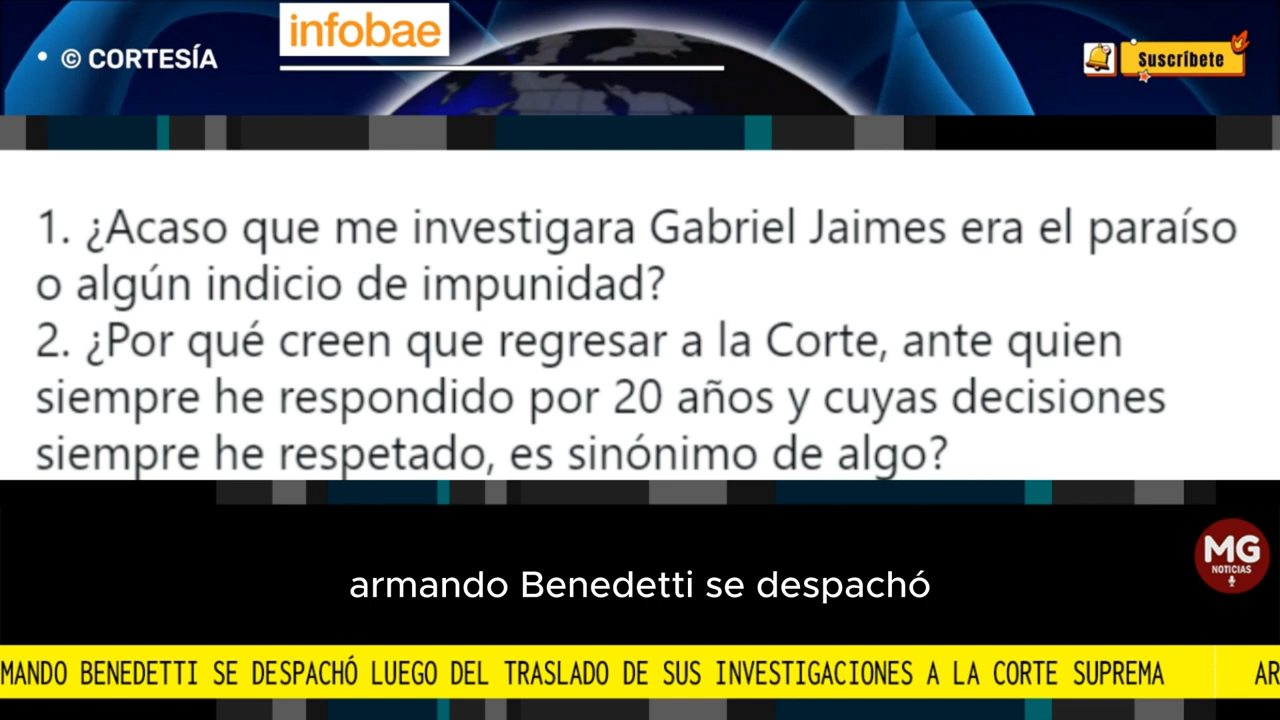 infobae
© CORTESÍA
Suscríbete
1. ¿Acaso que me investigara Gabriel Jaimes era el paraíso
o algún indicio de impunidad?
2. ¿Por qué creen que regresar a la Corte, ante quien
siempre he respondido por 20 años y cuyas decisiones
siempre he respetado, es sinónimo de algo?
MG
NOTICIAS
armando Benedetti se despachó
MANDO BENEDETTI SE DESPACHÓ LUEGO DEL TRASLADO DE SUS INVESTIGACIONES A LA CORTE SUPREMA AR